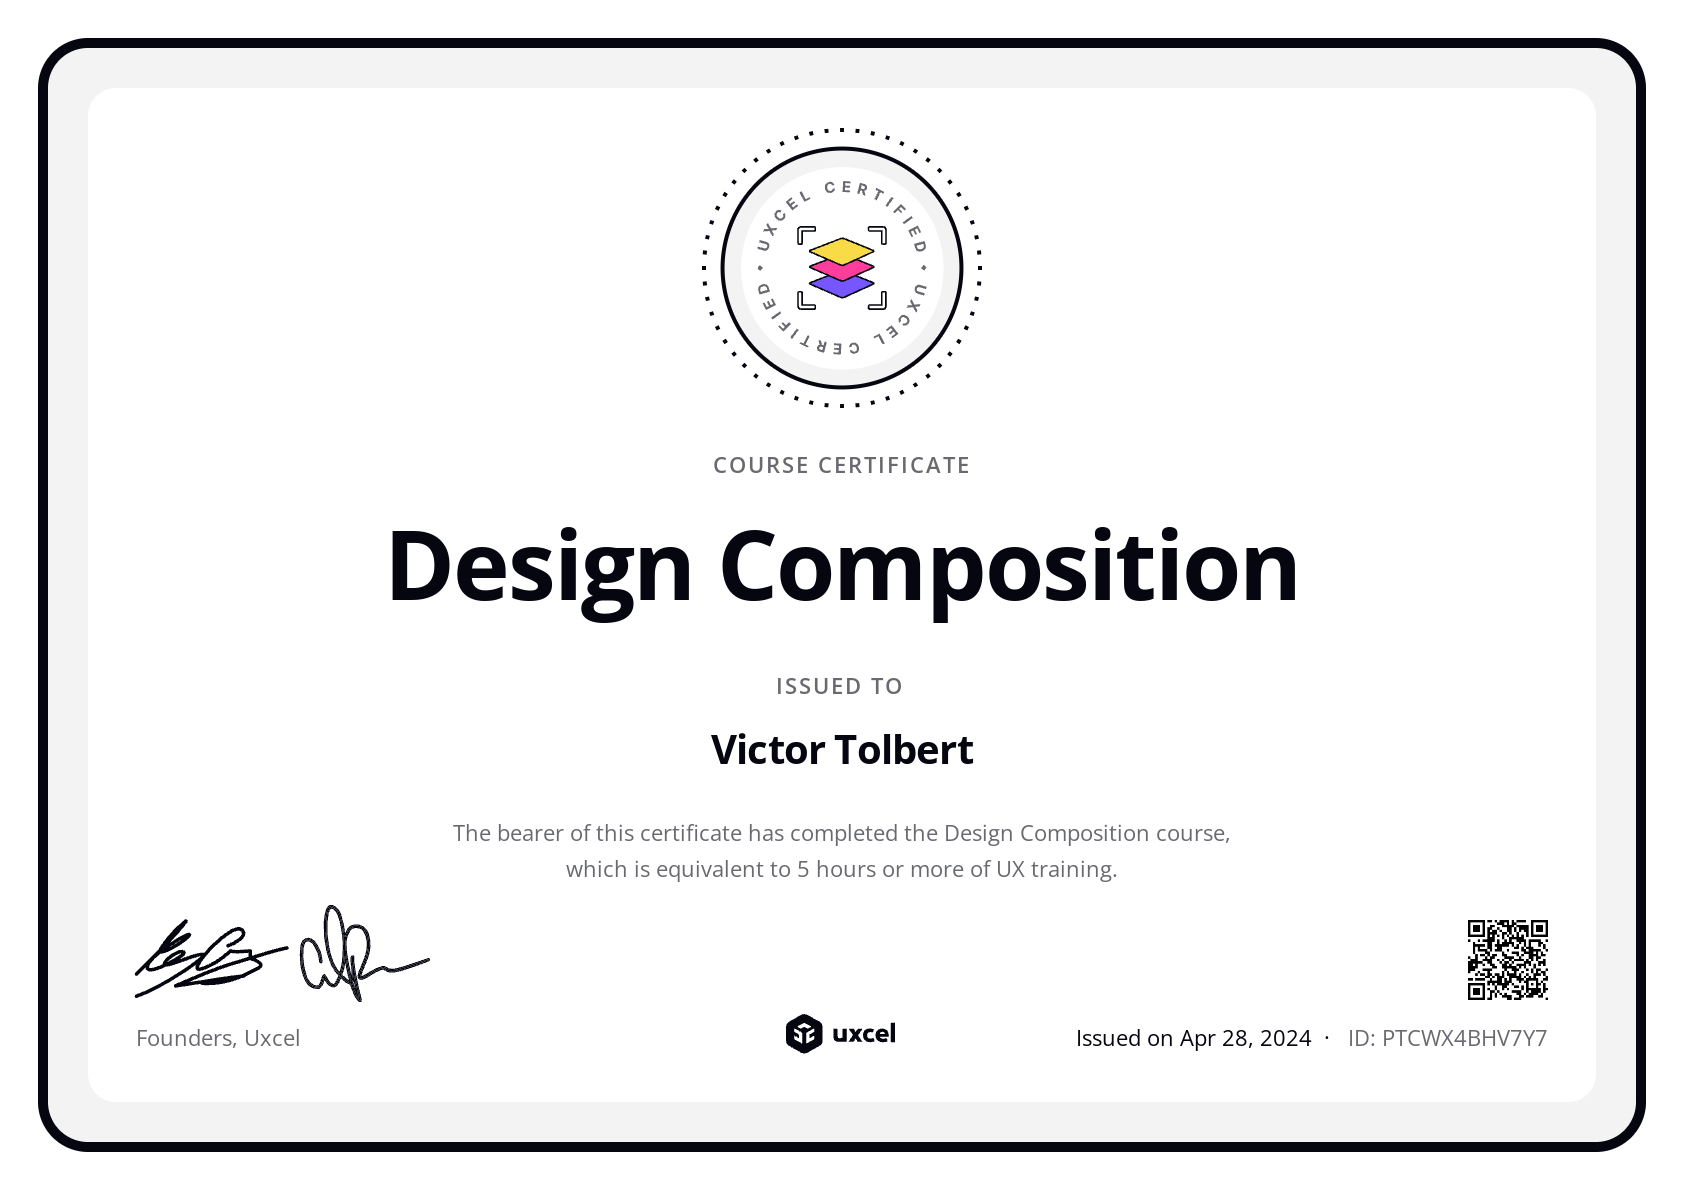 UXCEL CERTIFIED • UXCEL CERTIFIED •
COURSE CERTIFICATE
Design Composition
ISSUED TO
Victor Tolbert
The bearer of this certificate has completed the Design Composition course,
which is equivalent to 5 hours or more of UX training.
Founders, Uxcel
uxcel
Issued on Apr 28, 2024 · ID: PTCWX4BHV7Y7